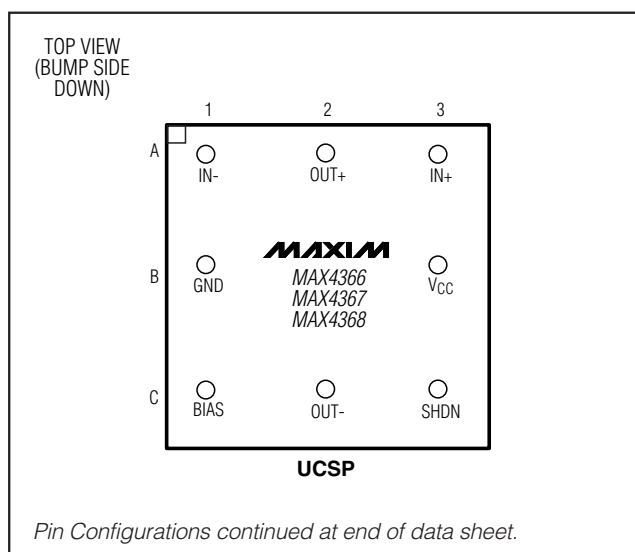 TOP VIEW
(BUMP SIDE
DOWN)
1 2 3
A
IN- OUT+ IN+
MAXIM
B
GND MAX4366 VCC
MAX4367
MAX4368
C
BIAS OUT- SHDN
UCSP
Pin Configurations continued at end of data sheet.